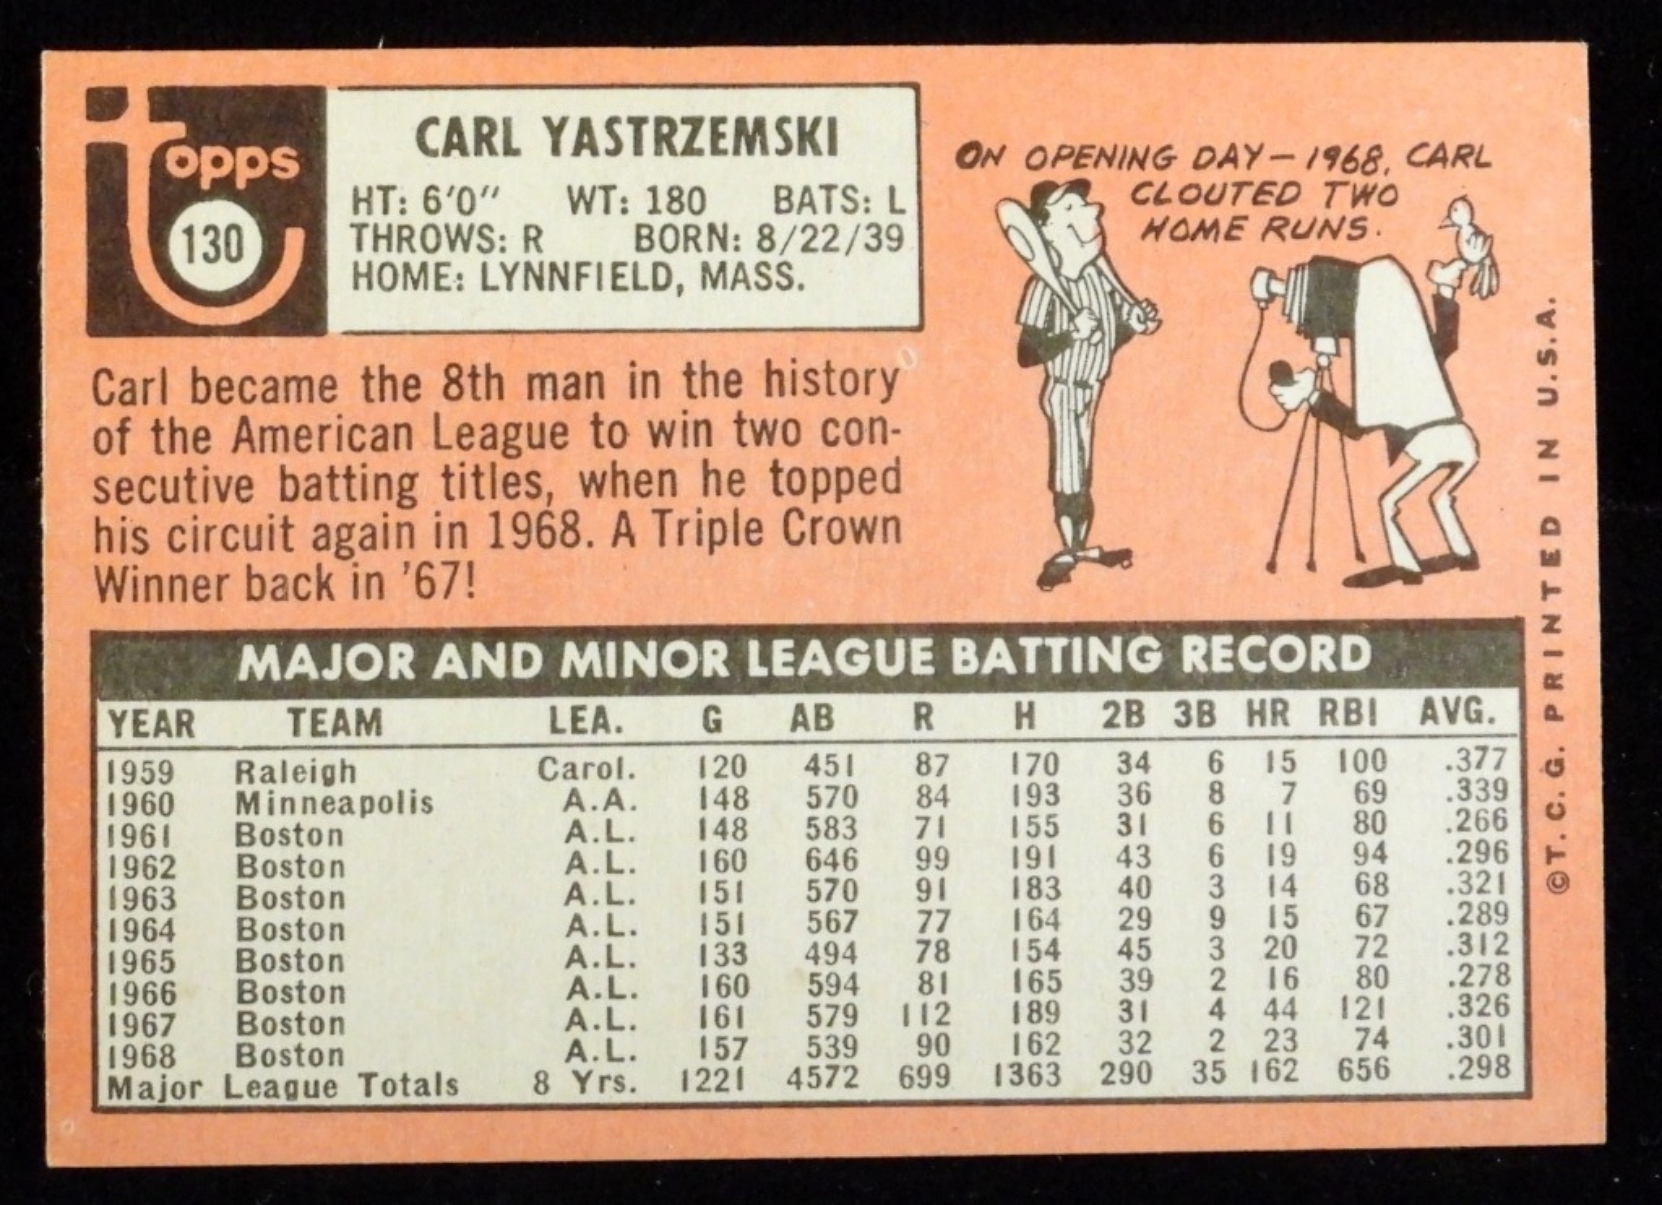 topps
130
CARL YASTRZEMSKI
HT: 6'0" WT: 180 BATS: L
THROWS: R BORN: 8/22/39
HOME: LYNNFIELD, MASS.
ON OPENING DAY—1968, CARL
CLOUTED TWO
HOME RUNS.
Carl became the 8th man in the history
of the American League to win two con-
secutive batting titles, when he topped
his circuit again in 1968. A Triple Crown
Winner back in '67!
MAJOR AND MINOR LEAGUE BATTING RECORD
YEAR TEAM LEA. G AB R H 2B 3B HR RBI AVG.
1959 Raleigh Carol. 120 451 87 170 34 6 15 100 .377
1960 Minneapolis A.A. 148 570 84 193 36 8 7 69 .339
1961 Boston A.L. 148 583 71 155 31 6 11 80 .266
1962 Boston A.L. 160 646 99 191 43 6 19 94 .296
1963 Boston A.L. 151 570 91 183 40 3 14 68 .321
1964 Boston A.L. 151 567 77 164 29 9 15 67 .289
1965 Boston A.L. 133 494 78 154 45 3 20 72 .312
1966 Boston A.L. 160 594 81 165 39 2 16 80 .278
1967 Boston A.L. 161 579 112 189 31 4 44 121 .326
1968 Boston A.L. 157 539 90 162 32 2 23 74 .301
Major League Totals 8 Yrs. 1221 4572 699 1363 290 35 162 656 .298
©T.C.G. PRINTED IN U.S.A.